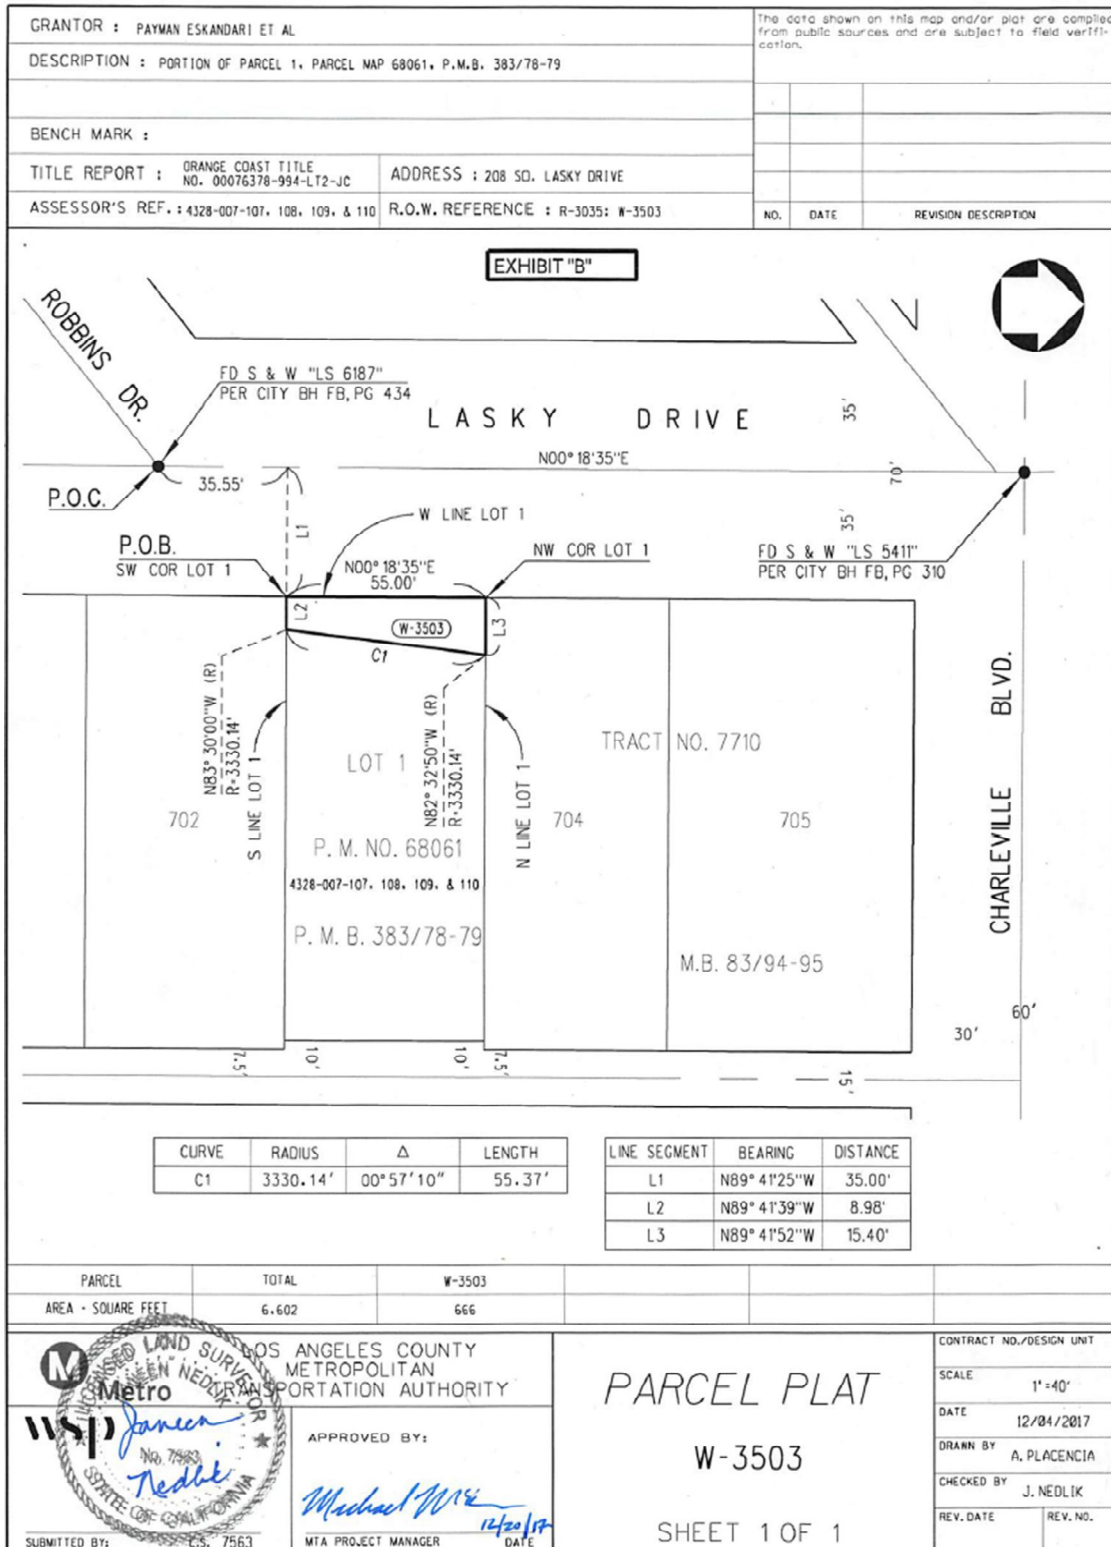 GRANTOR : PAYMAN ESKANDARI ET AL
The data shown on this map and/or plat are compiled
from public sources and are subject to field verifi-
cation.
DESCRIPTION : PORTION OF PARCEL 1, PARCEL MAP 68061, P.M.B. 383/78-79
BENCH MARK :
TITLE REPORT : ORANGE COAST TITLE
NO. 00076378-994-LT2-JC
ADDRESS : 208 SO. LASKY DRIVE
ASSESSOR'S REF. : 4328-007-107, 108, 109, & 110
R.O.W. REFERENCE : R-3035; W-3503
NO. DATE REVISION DESCRIPTION
EXHIBIT "B"
ROBBINS DR.
FD S & W "LS 6187"
PER CITY BH FB, PG 434
LASKY DRIVE
35'
N00°18'35"E
70'
35.55'
P.O.C.
L1
W LINE LOT 1
35'
P.O.B.
SW COR LOT 1
NW COR LOT 1
FD S & W "LS 5411"
PER CITY BH FB, PG 310
N00°18'35"E
55.00'
L2
W-3503
L3
C1
N83°30'00"W (R)
R=3330.14'
S LINE LOT 1
LOT 1
N82°32'50"W (R)
R=3330.14'
N LINE LOT 1
TRACT NO. 7710
702
704
705
P. M. NO. 68061
4328-007-107, 108, 109, & 110
P. M. B. 383/78-79
M.B. 83/94-95
CHARLEVILLE BLVD.
60'
30'
7.5'
10'
10'
7.5'
15'
CURVE RADIUS Δ LENGTH
C1 3330.14' 00°57'10" 55.37'
LINE SEGMENT BEARING DISTANCE
L1 N89°41'25"W 35.00'
L2 N89°41'39"W 8.98'
L3 N89°41'52"W 15.40'
PARCEL TOTAL W-3503
AREA - SQUARE FEET 6,602 666
M
Metro
LOS ANGELES COUNTY
METROPOLITAN
TRANSPORTATION AUTHORITY
wsp
LICENSED LAND SURVEYOR
JANEEN NEDLIK
No. 7563
STATE OF CALIFORNIA
Janeen
Nedlik
SUBMITTED BY: L.S. 7563
APPROVED BY:
Michael
12/20/17
MTA PROJECT MANAGER DATE
PARCEL PLAT
W-3503
SHEET 1 OF 1
CONTRACT NO./DESIGN UNIT
SCALE
1"=40'
DATE
12/04/2017
DRAWN BY
A. PLACENCIA
CHECKED BY
J. NEDLIK
REV. DATE REV. NO.